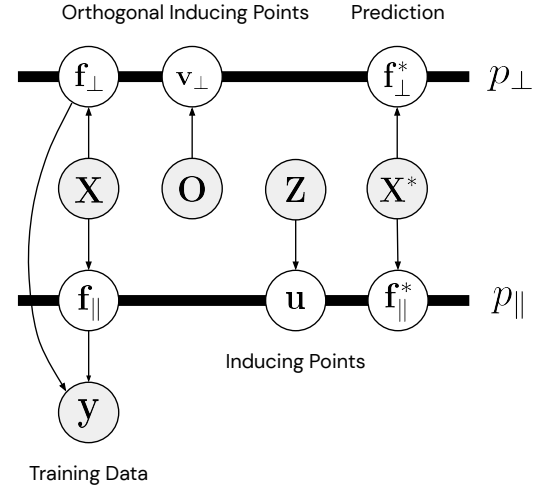 Orthogonal Inducing Points Prediction
f⊥ v⊥ f*⊥ p⊥
X O Z X*
f∥ u f*∥ p∥
Inducing Points
y
Training Data